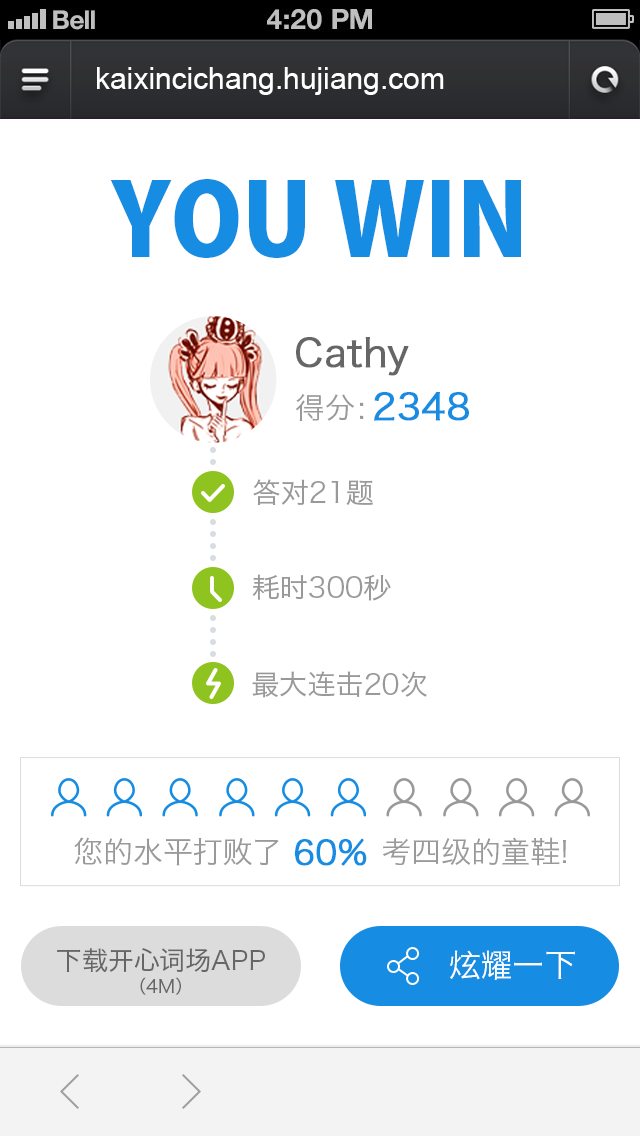 Bell 4:20 PM
kaixincichang.hujiang.com
YOU WIN
Cathy
得分: 2348
答对21题
耗时300秒
最大连击20次
您的水平打败了 60% 考四级的童鞋!
下载开心词场APP
(4M)
炫耀一下